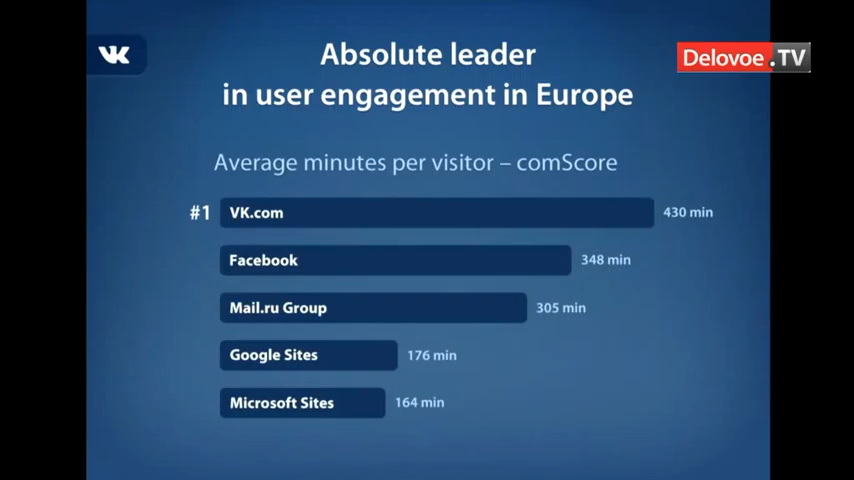 VK
Delovoe.TV
Absolute leader
in user engagement in Europe
Average minutes per visitor – comScore
#1 VK.com 430 min
Facebook 348 min
Mail.ru Group 305 min
Google Sites 176 min
Microsoft Sites 164 min